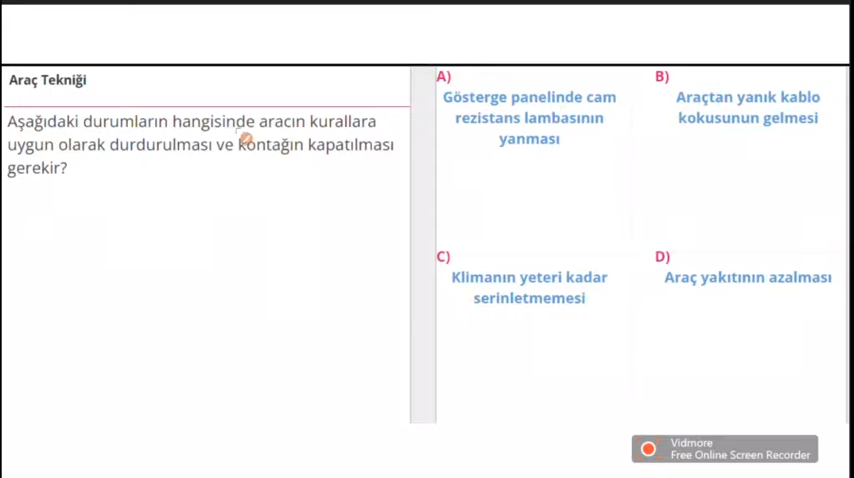 Araç Tekniği
Aşağıdaki durumların hangisinde aracın kurallara
uygun olarak durdurulması ve kontağın kapatılması
gerekir?
A)
Gösterge panelinde cam
rezistans lambasının
yanması
B)
Araçtan yanık kablo
kokusunun gelmesi
C)
Klimanın yeteri kadar
serinletmemesi
D)
Araç yakıtının azalması
Vidmore
Free Online Screen Recorder